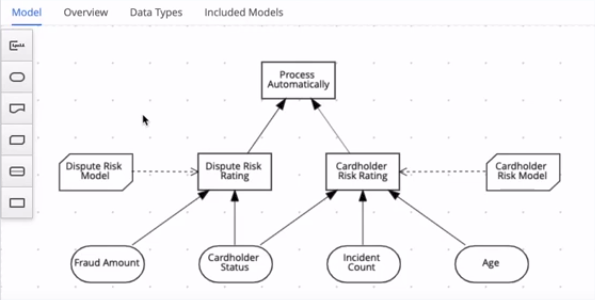 Model Overview Data Types Included Models
Process
Automatically
Dispute Risk
Model
Dispute Risk
Rating
Cardholder
Risk Rating
Cardholder
Risk Model
Fraud Amount
Cardholder
Status
Incident
Count
Age